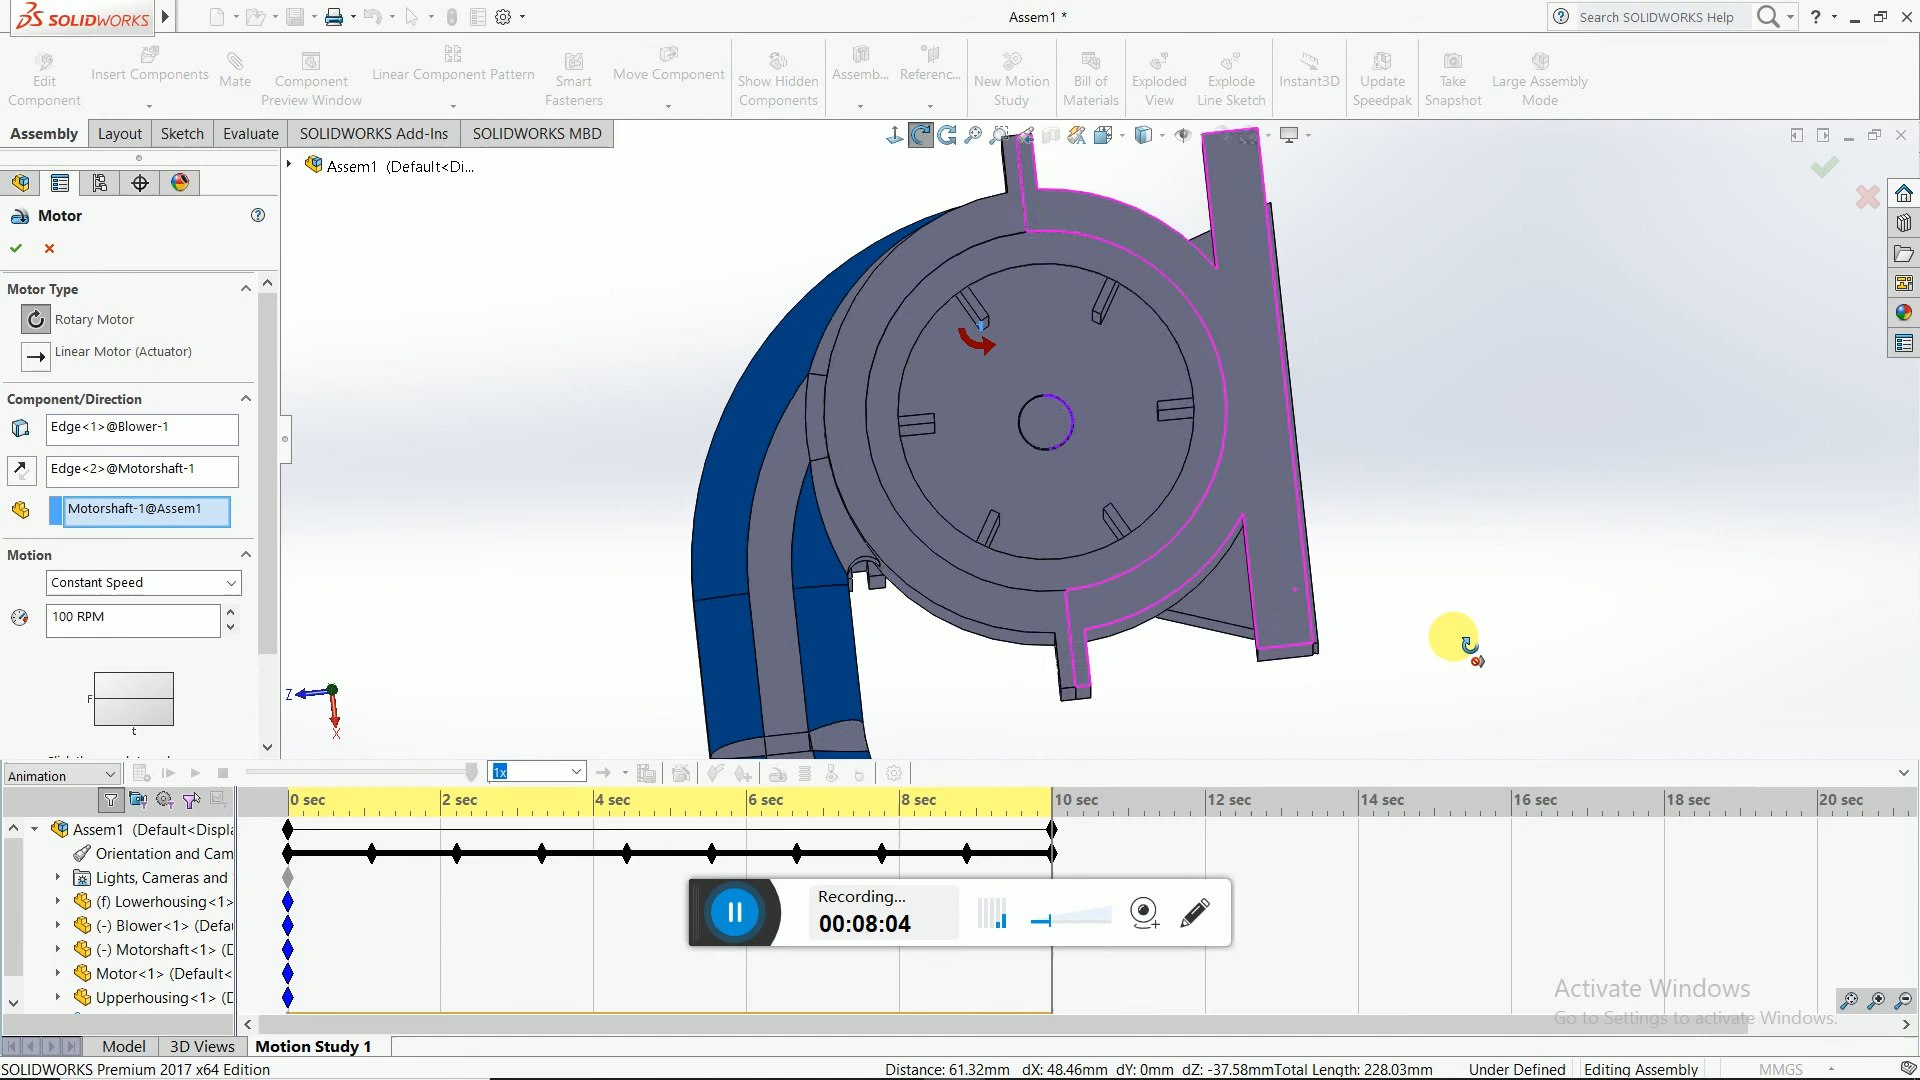 SOLIDWORKS
Assem1 *
Search SOLIDWORKS Help
Edit
Component
Insert Components
Mate
Component
Preview Window
Linear Component Pattern
Smart
Fasteners
Move Component
Show Hidden
Components
Assemb...
Referenc...
New Motion
Study
Bill of
Materials
Exploded
View
Explode
Line Sketch
Instant3D
Update
Speedpak
Take
Snapshot
Large Assembly
Mode
Assembly
Layout
Sketch
Evaluate
SOLIDWORKS Add-Ins
SOLIDWORKS MBD
Assem1 (Default<Di...
Motor
Motor Type
Rotary Motor
Linear Motor (Actuator)
Component/Direction
Edge<1>@Blower-1
Edge<2>@Motorshaft-1
Motorshaft-1@Assem1
Motion
Constant Speed
100 RPM
F
t
Z
X
Animation
1x
0 sec
2 sec
4 sec
6 sec
8 sec
10 sec
12 sec
14 sec
16 sec
18 sec
20 sec
Assem1 (Default<Displa
Orientation and Cam
Lights, Cameras and
(f) Lowerhousing<1>
(-) Blower<1> (Defau
(-) Motorshaft<1> (D
Motor<1> (Default<
Upperhousing<1> (D
Recording...
00:08:04
Activate Windows
Go to Settings to activate Windows.
Model
3D Views
Motion Study 1
SOLIDWORKS Premium 2017 x64 Edition
Distance: 61.32mm dX: 48.46mm dY: 0mm dZ: -37.58mmTotal Length: 228.03mm
Under Defined
Editing Assembly
MMGS